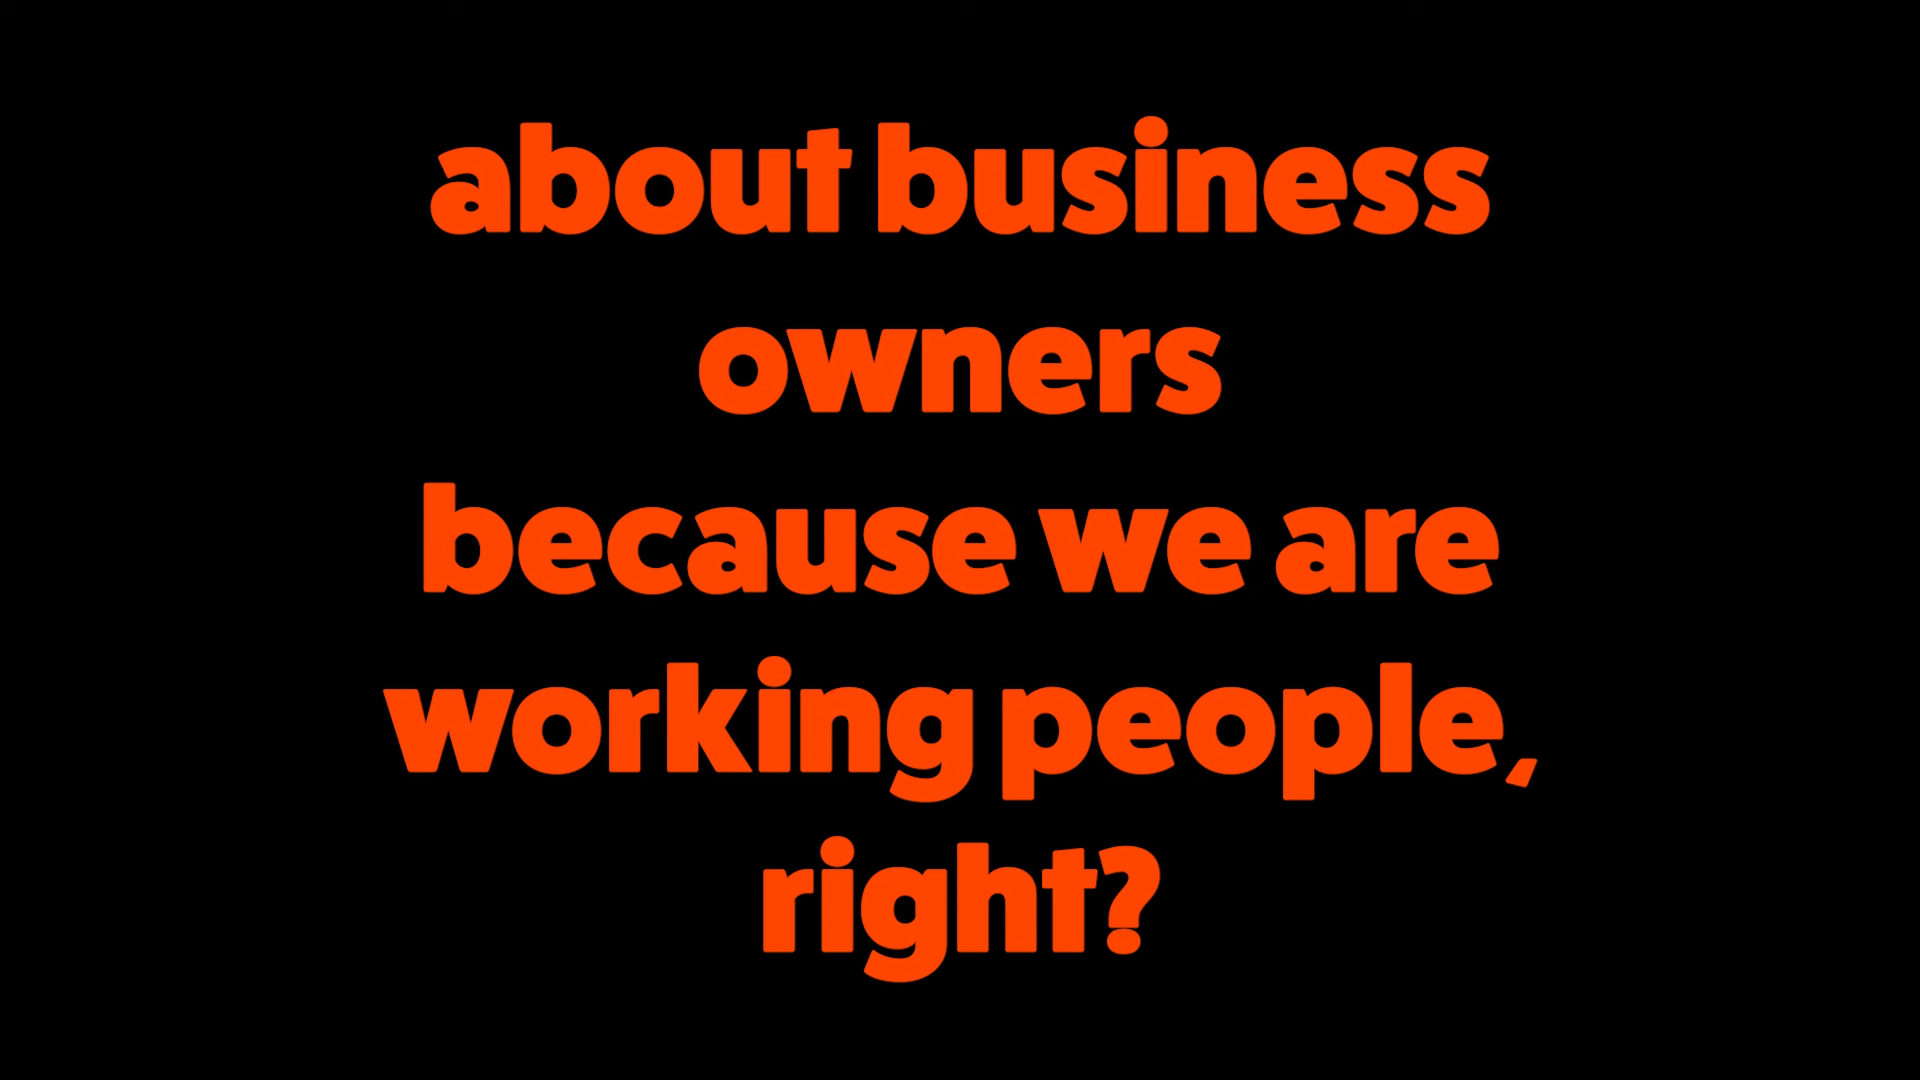 about business
owners
because we are
working people,
right?